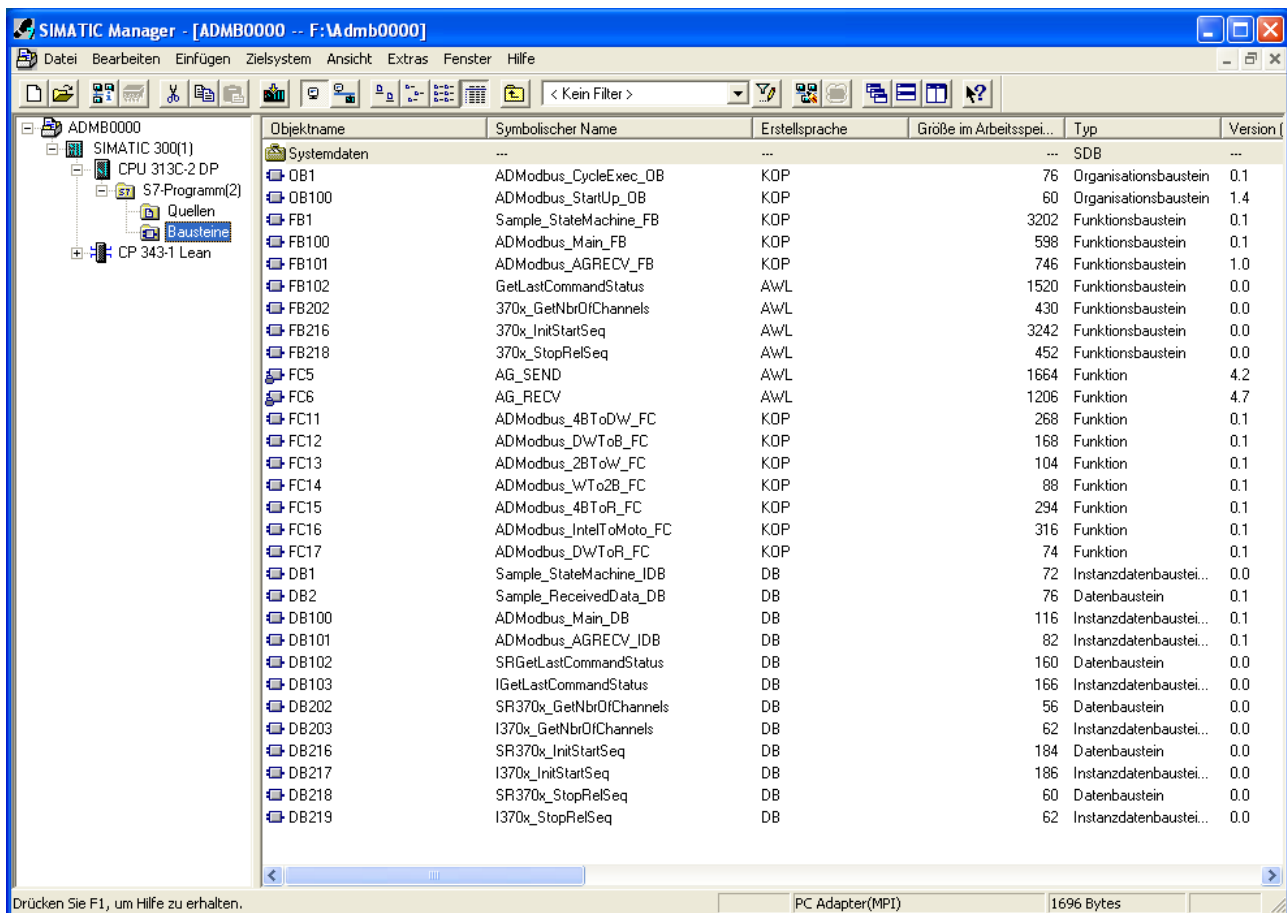 SIMATIC Manager - [ADMB0000 -- F:\Admb0000]
Datei Bearbeiten Einfügen Zielsystem Ansicht Extras Fenster Hilfe
< Kein Filter >
ADMB0000
SIMATIC 300(1)
CPU 313C-2 DP
S7-Programm(2)
Quellen
Bausteine
CP 343-1 Lean
Objektname Symbolischer Name Erstellsprache Größe im Arbeitsspei... Typ Version (
Systemdaten --- --- --- SDB ---
OB1 ADModbus_CycleExec_OB KOP 76 Organisationsbaustein 0.1
OB100 ADModbus_StartUp_OB KOP 60 Organisationsbaustein 1.4
FB1 Sample_StateMachine_FB KOP 3202 Funktionsbaustein 0.1
FB100 ADModbus_Main_FB KOP 598 Funktionsbaustein 0.1
FB101 ADModbus_AGRECV_FB KOP 746 Funktionsbaustein 1.0
FB102 GetLastCommandStatus AWL 1520 Funktionsbaustein 0.0
FB202 370x_GetNbrOfChannels AWL 430 Funktionsbaustein 0.0
FB216 370x_InitStartSeq AWL 3242 Funktionsbaustein 0.0
FB218 370x_StopRelSeq AWL 452 Funktionsbaustein 0.0
FC5 AG_SEND AWL 1664 Funktion 4.2
FC6 AG_RECV AWL 1206 Funktion 4.7
FC11 ADModbus_4BToDW_FC KOP 268 Funktion 0.1
FC12 ADModbus_DWToB_FC KOP 168 Funktion 0.1
FC13 ADModbus_2BToW_FC KOP 104 Funktion 0.1
FC14 ADModbus_WTo2B_FC KOP 88 Funktion 0.1
FC15 ADModbus_4BToR_FC KOP 294 Funktion 0.1
FC16 ADModbus_IntelToMoto_FC KOP 316 Funktion 0.1
FC17 ADModbus_DWToR_FC KOP 74 Funktion 0.1
DB1 Sample_StateMachine_IDB DB 72 Instanzdatenbaustei... 0.0
DB2 Sample_ReceivedData_DB DB 76 Datenbaustein 0.1
DB100 ADModbus_Main_DB DB 116 Instanzdatenbaustei... 0.1
DB101 ADModbus_AGRECV_IDB DB 82 Instanzdatenbaustei... 0.1
DB102 SRGetLastCommandStatus DB 160 Datenbaustein 0.0
DB103 IGetLastCommandStatus DB 166 Instanzdatenbaustei... 0.0
DB202 SR370x_GetNbrOfChannels DB 56 Datenbaustein 0.0
DB203 I370x_GetNbrOfChannels DB 62 Instanzdatenbaustei... 0.0
DB216 SR370x_InitStartSeq DB 184 Datenbaustein 0.0
DB217 I370x_InitStartSeq DB 186 Instanzdatenbaustei... 0.0
DB218 SR370x_StopRelSeq DB 60 Datenbaustein 0.0
DB219 I370x_StopRelSeq DB 62 Instanzdatenbaustei... 0.0
Drücken Sie F1, um Hilfe zu erhalten. PC Adapter(MPI) 1696 Bytes